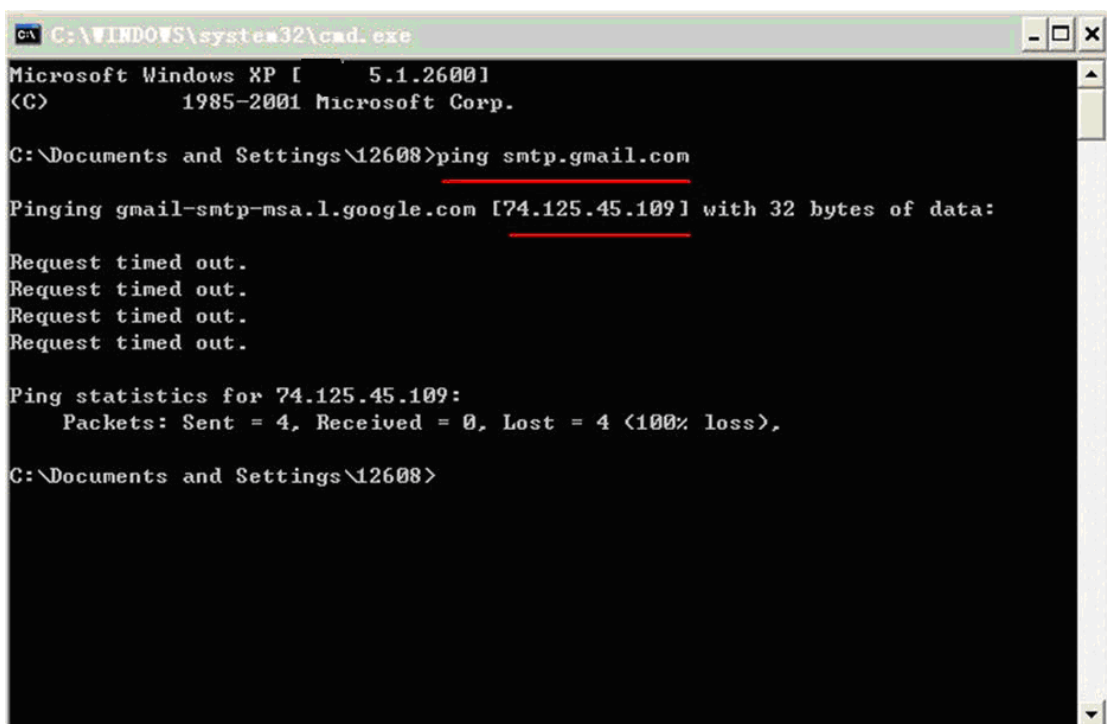 C:\WINDOWS\system32\cmd.exe
Microsoft Windows XP [ 5.1.2600]
(C) 1985-2001 Microsoft Corp.
C:\Documents and Settings\12608>ping smtp.gmail.com
Pinging gmail-smtp-msa.l.google.com [74.125.45.109] with 32 bytes of data:
Request timed out.
Request timed out.
Request timed out.
Request timed out.
Ping statistics for 74.125.45.109:
Packets: Sent = 4, Received = 0, Lost = 4 (100% loss),
C:\Documents and Settings\12608>